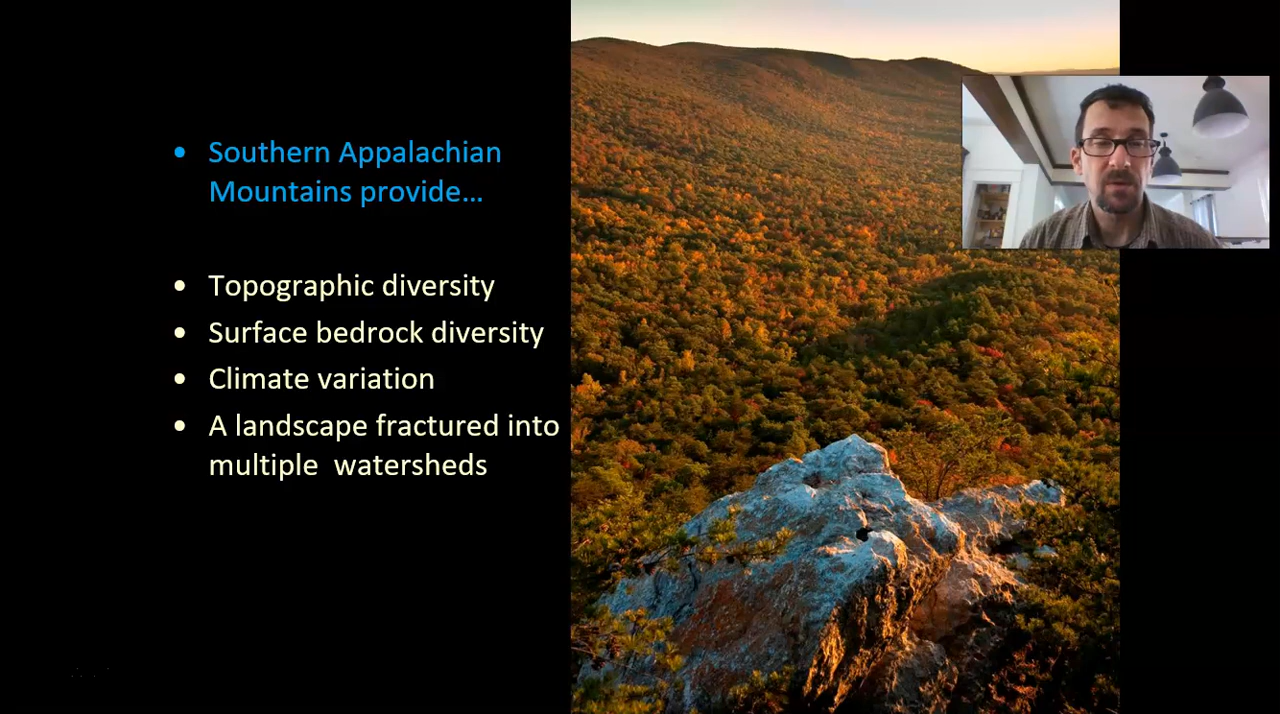 • Southern Appalachian
Mountains provide...
• Topographic diversity
• Surface bedrock diversity
• Climate variation
• A landscape fractured into
multiple watersheds